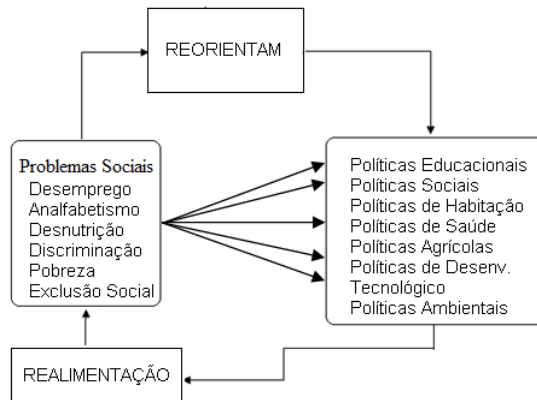 REORIENTAM
Problemas Sociais
Desemprego
Analfabetismo
Desnutrição
Discriminação
Pobreza
Exclusão Social
Políticas Educacionais
Políticas Sociais
Políticas de Habitação
Políticas de Saúde
Políticas Agrícolas
Políticas de Desenv.
Tecnológico
Políticas Ambientais
REALIMENTAÇÃO